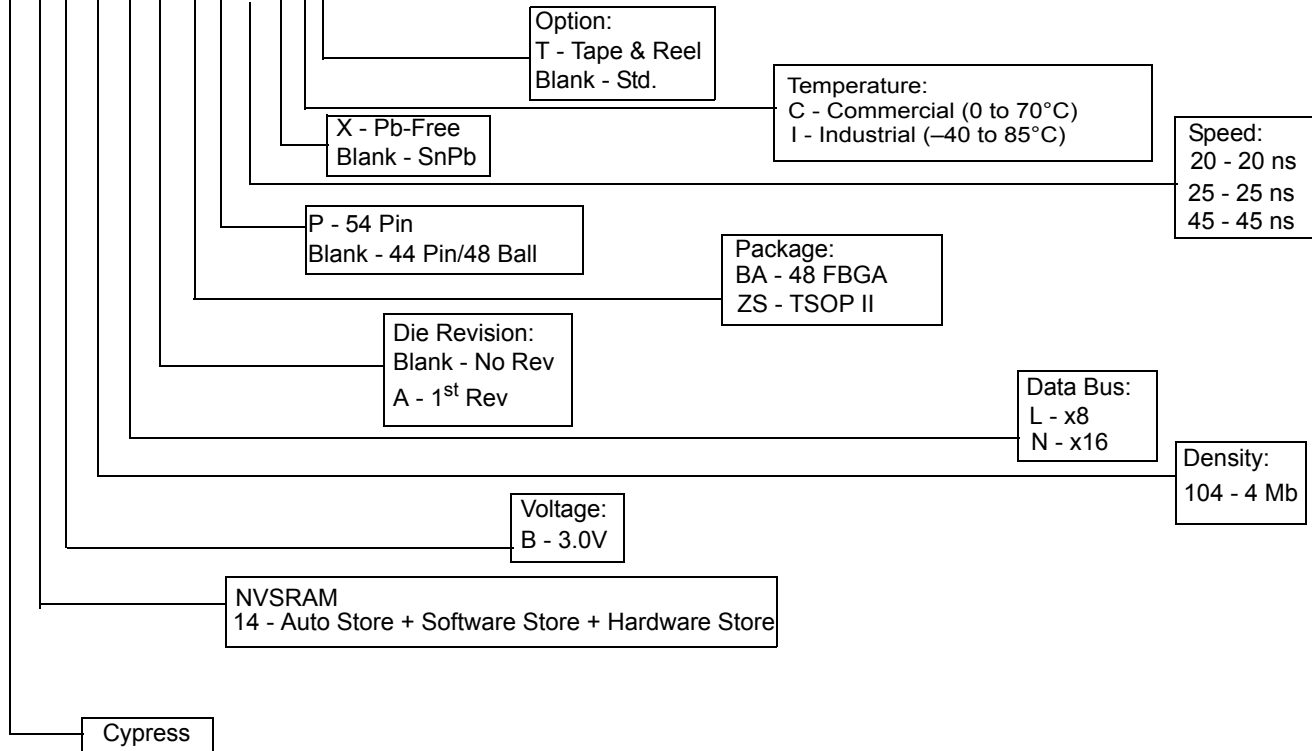 Option:
T - Tape & Reel
Blank - Std.
Temperature:
C - Commercial (0 to 70°C)
I - Industrial (–40 to 85°C)
X - Pb-Free
Blank - SnPb
Speed:
20 - 20 ns
25 - 25 ns
45 - 45 ns
P - 54 Pin
Blank - 44 Pin/48 Ball
Package:
BA - 48 FBGA
ZS - TSOP II
Die Revision:
Blank - No Rev
A - 1st Rev
Data Bus:
L - x8
N - x16
Density:
104 - 4 Mb
Voltage:
B - 3.0V
NVSRAM
14 - Auto Store + Software Store + Hardware Store
Cypress